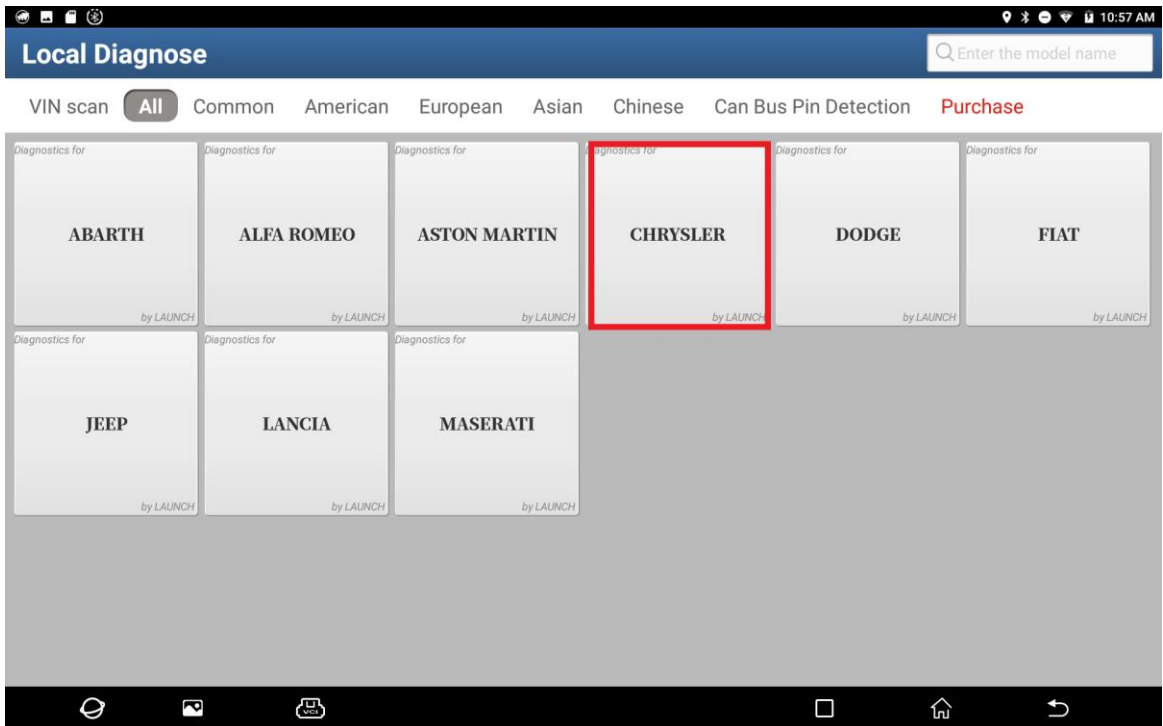 10:57 AM
Local Diagnose
Enter the model name
VIN scan All Common American European Asian Chinese Can Bus Pin Detection Purchase
Diagnostics for Diagnostics for Diagnostics for Diagnostics for Diagnostics for Diagnostics for
ABARTH ALFA ROMEO ASTON MARTIN CHRYSLER DODGE FIAT
by LAUNCH by LAUNCH by LAUNCH by LAUNCH by LAUNCH by LAUNCH
Diagnostics for Diagnostics for Diagnostics for
JEEP LANCIA MASERATI
by LAUNCH by LAUNCH by LAUNCH
VCI